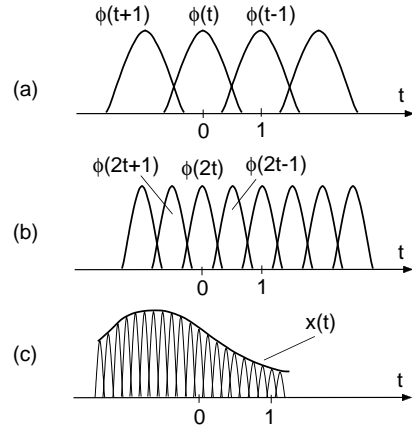 ϕ(t+1) ϕ(t) ϕ(t-1)
(a)
t
0 1
ϕ(2t+1) ϕ(2t) ϕ(2t-1)
(b)
t
0 1
x(t)
(c)
t
0 1